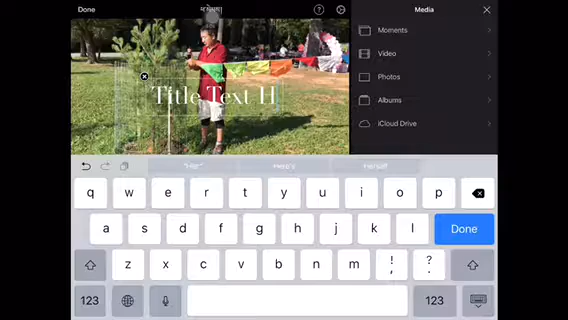 Done
Media
Moments
Video
Photos
Albums
iCloud Drive
Title Text H
q w e r t y u i o p
a s d f g h j k l Done
z x c v b n m ! , ? .
123 123